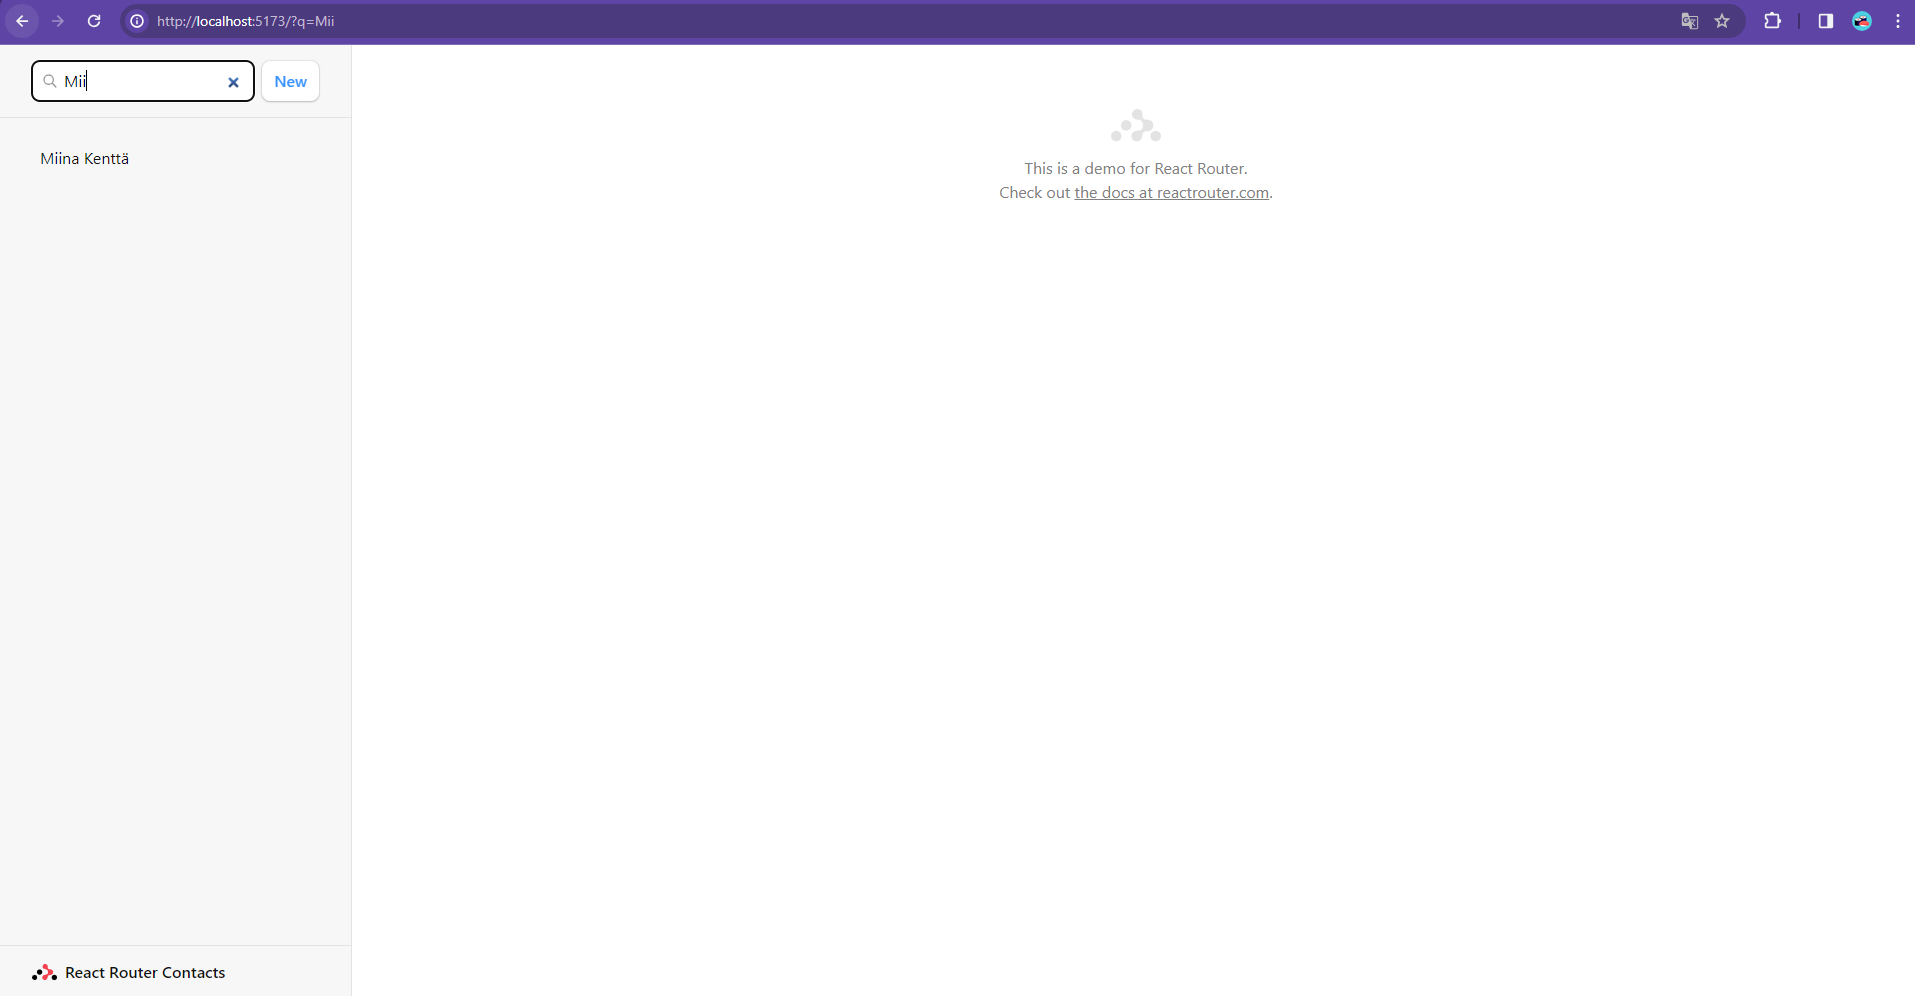 http://localhost:5173/?q=Mii
Mii
New
Miina Kenttä
This is a demo for React Router.
Check out the docs at reactrouter.com.
React Router Contacts